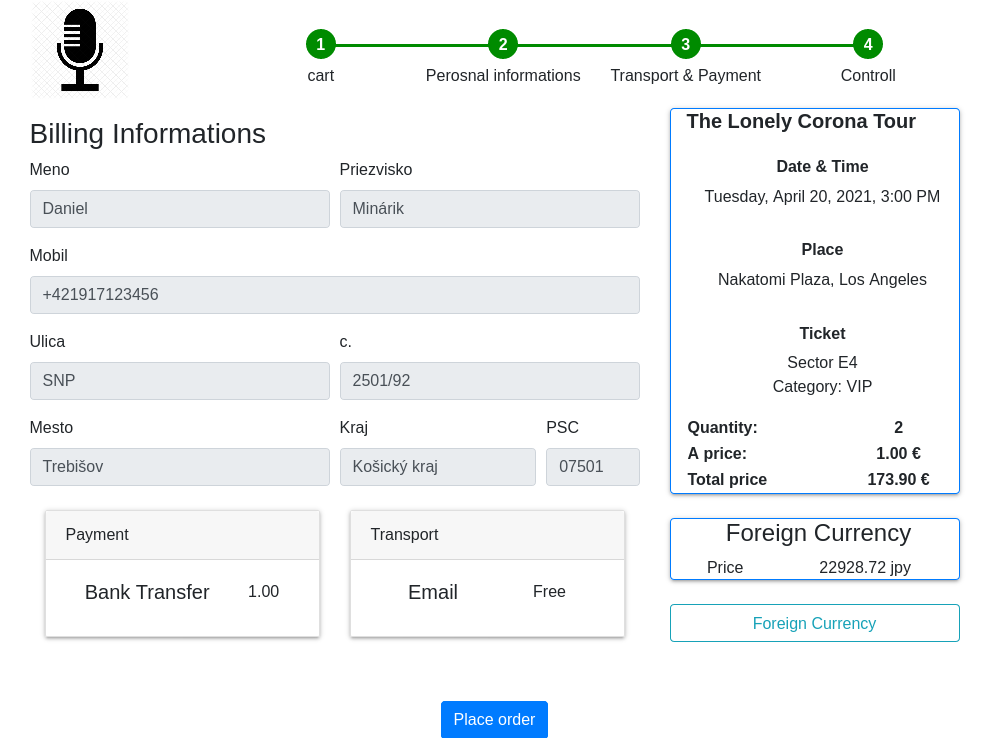 1 2 3 4
cart Perosnal informations Transport & Payment Controll
Billing Informations
Meno Priezvisko
Daniel Minárik
Mobil
+421917123456
Ulica c.
SNP 2501/92
Mesto Kraj PSC
Trebišov Košický kraj 07501
Payment Transport
Bank Transfer 1.00 Email Free
The Lonely Corona Tour
Date & Time
Tuesday, April 20, 2021, 3:00 PM
Place
Nakatomi Plaza, Los Angeles
Ticket
Sector E4
Category: VIP
Quantity: 2
A price: 1.00 €
Total price 173.90 €
Foreign Currency
Price 22928.72 jpy
Foreign Currency
Place order